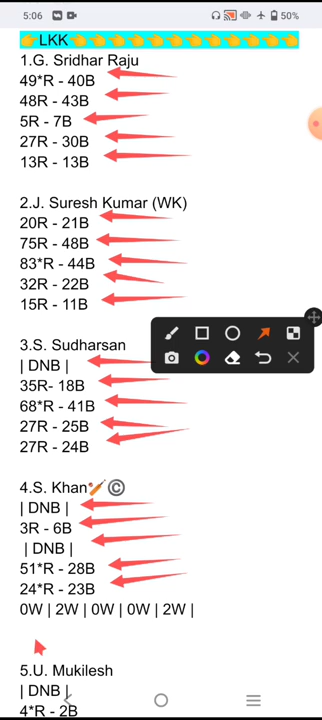 5:06
50%
👉LKK👈👈👈👈👈👈👈👈👈👈👈👈
1.G. Sridhar Raju
49*R - 40B
48R - 43B
5R - 7B
27R - 30B
13R - 13B
2.J. Suresh Kumar (WK)
20R - 21B
75R - 48B
83*R - 44B
32R - 22B
15R - 11B
3.S. Sudharsan
| DNB |
35R- 18B
68*R - 41B
27R - 25B
27R - 24B
4.S. Khan🏏©
| DNB |
3R - 6B
| DNB |
51*R - 28B
24*R - 23B
0W | 2W | 0W | 0W | 2W |
5.U. Mukilesh
| DNB |
4*R - 2B